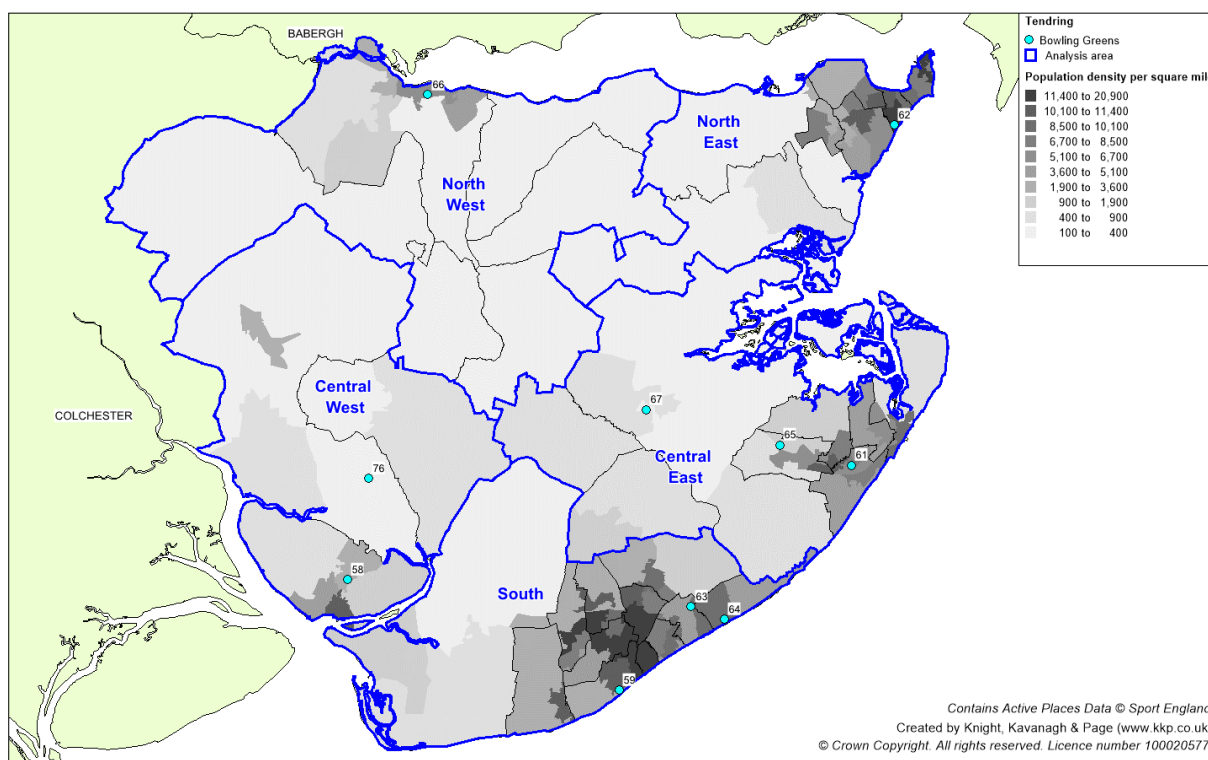 BABERGH
66
North
East
62
North
West
Central
West
COLCHESTER
67
65
61
Central
East
76
58
South
63
64
59
Tendring
Bowling Greens
Analysis area
Population density per square mil
11,400 to 20,900
10,100 to 11,400
8,500 to 10,100
6,700 to 8,500
5,100 to 6,700
3,600 to 5,100
1,900 to 3,600
900 to 1,900
400 to 900
100 to 400
Contains Active Places Data © Sport England
Created by Knight, Kavanagh & Page (www.kkp.co.uk
© Crown Copyright. All rights reserved. Licence number 100020577